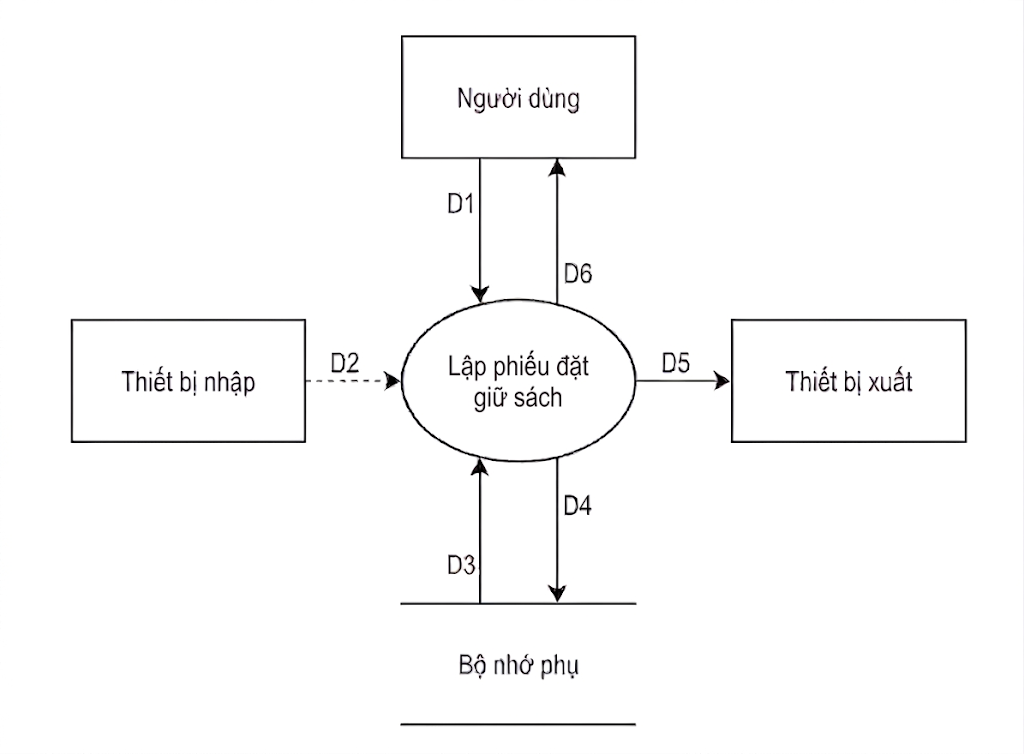 Người dùng
D1
D6
Thiết bị nhập
D2
Lập phiếu đặt
giữ sách
D5
Thiết bị xuất
D4
D3
Bộ nhớ phụ